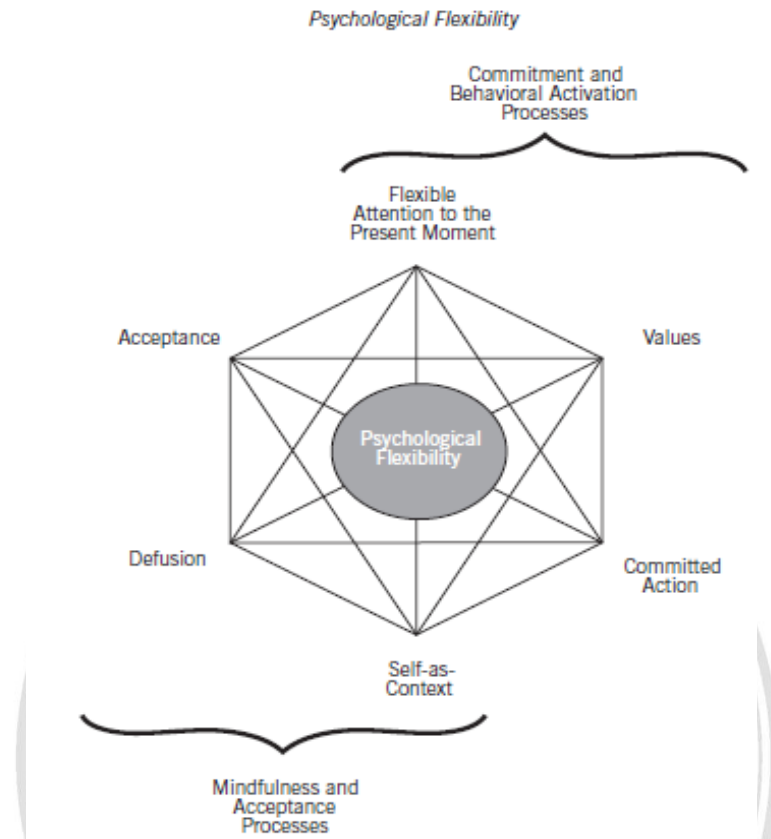 Psychological Flexibility
Commitment and
Behavioral Activation
Processes
Flexible
Attention to the
Present Moment
Acceptance
Values
Psychological
Flexibility
Defusion
Committed
Action
Self-as-
Context
Mindfulness and
Acceptance
Processes